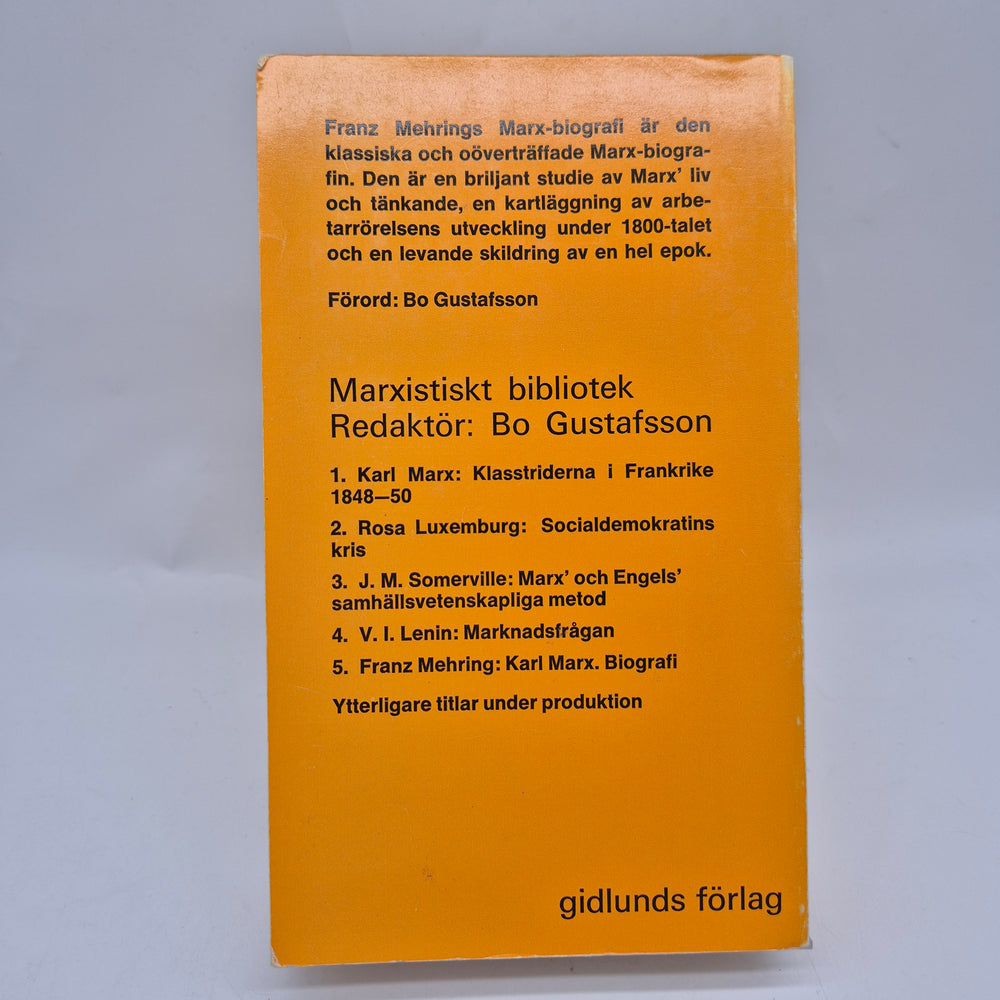 Franz Mehrings Marx-biografi är den
klassiska och oöverträffade Marx-biogra-
fin. Den är en briljant studie av Marx’ liv
och tänkande, en kartläggning av arbe-
tarrörelsens utveckling under 1800-talet
och en levande skildring av en hel epok.
Förord: Bo Gustafsson
Marxistiskt bibliotek
Redaktör: Bo Gustafsson
1. Karl Marx: Klasstriderna i Frankrike
1848—50
2. Rosa Luxemburg: Socialdemokratins
kris
3. J. M. Somerville: Marx’ och Engels’
samhällsvetenskapliga metod
4. V. I. Lenin: Marknadsfrågan
5. Franz Mehring: Karl Marx. Biografi
Ytterligare titlar under produktion
gidlunds förlag